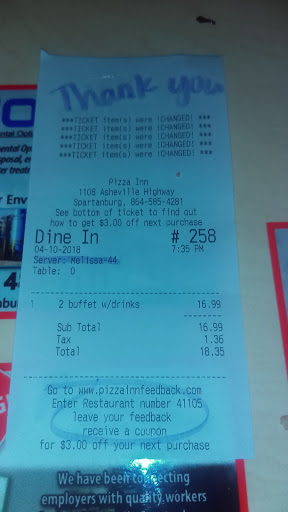 Thank you
***TICKET item(s) were !CHANGED! ***
***TICKET item(s) were !CHANGED! ***
***TICKET item(s) were !CHANGED! ***
***TICKET item(s) were !CHANGED! ***
***TICKET item(s) were !CHANGED! ***
Pizza Inn
1108 Asheville Highway
Spartanburg, 864-585-4281
See bottom of ticket to find out
how to get $3.00 off next purchase
Dine In # 258
04-10-2018 7:35 PM
Server: Melissa-44
Table: 0
1 2 buffet w/drinks 16.99
Sub Total 16.99
Tax 1.36
Total 18.35
Go to www.pizzainnfeedback.com
Enter Restaurant number 41105
leave your feedback
receive a coupon
for $3.00 off your next purchase
We have been connecting
employers with quality workers